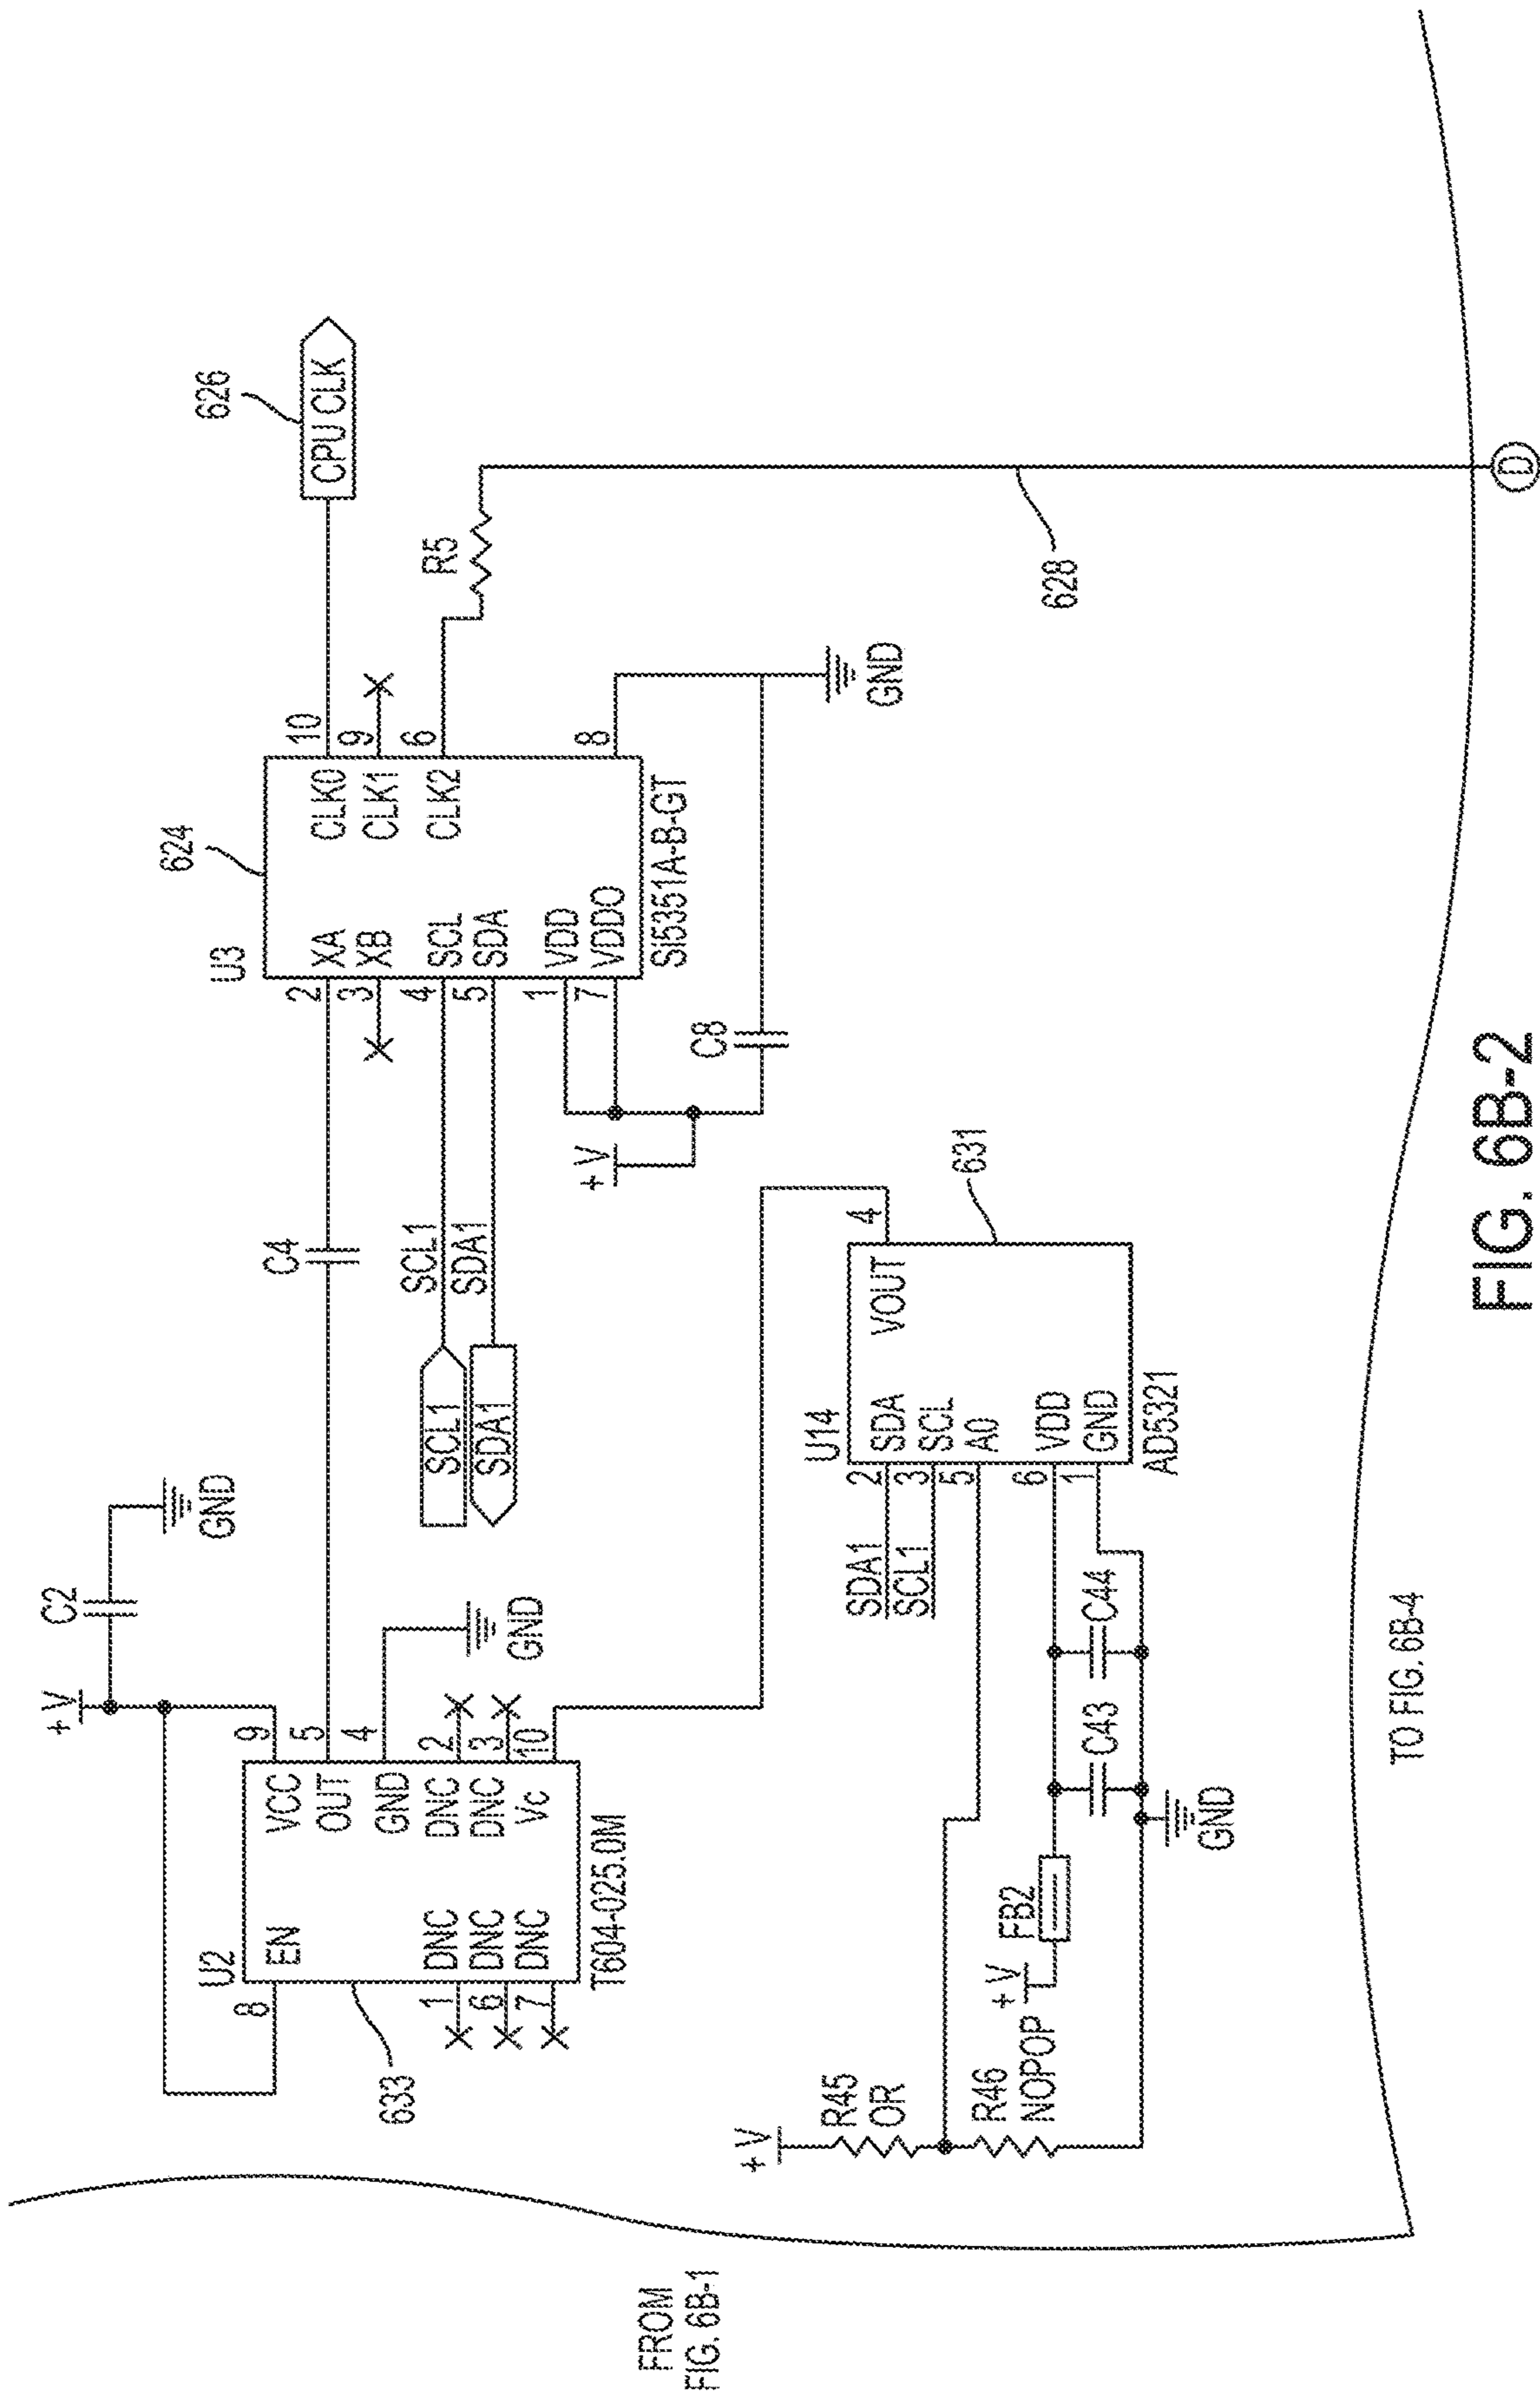 +V
C2
GND
U2
8
EN
VCC
9
OUT
5
GND
4
GND
1
DNC
DNC
2
6
DNC
DNC
3
7
DNC
Vc
10
T604-025.0M
633
C4
SCL1
SCL1
SDA1
SDA1
U3
624
2
XA
CLK0
10
CPU CLK
626
3
XB
CLK1
9
4
SCL
CLK2
6
R5
5
SDA
1
VDD
7
VDDO
8
Si5351A-B-GT
+V
C8
GND
628
+V
R45
OR
R46
NOPOP
+V
FB2
C43
C44
GND
SDA1
SCL1
U14
2
SDA
VOUT
4
3
SCL
5
A0
6
VDD
1
GND
AD5321
631
D
FROM
FIG. 6B-1
TO FIG. 6B-4
FIG. 6B-2